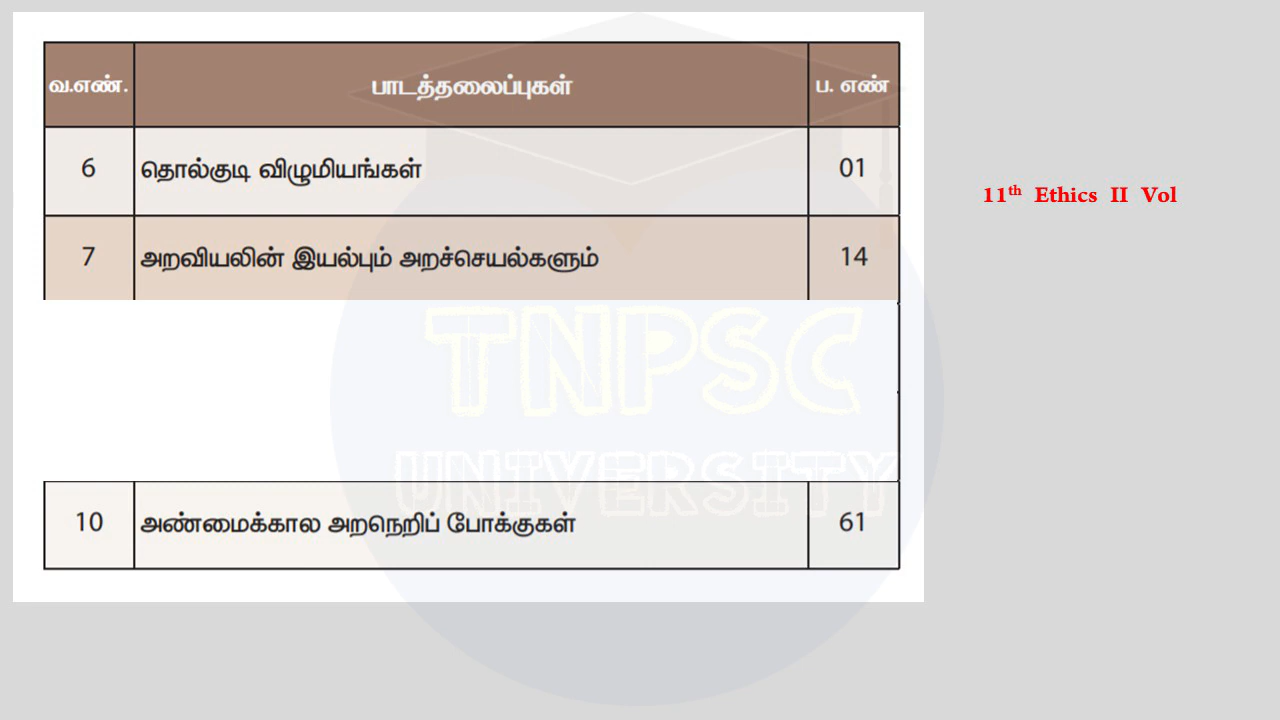 வ.எண். பாடத்தலைப்புகள் ப. எண்
6 தொல்குடி விழுமியங்கள் 01
7 அறவியலின் இயல்பும் அறச்செயல்களும் 14
10 அண்மைக்கால அறநெறிப் போக்குகள் 61
11th Ethics II Vol
TNPSC
UNIVERSITY